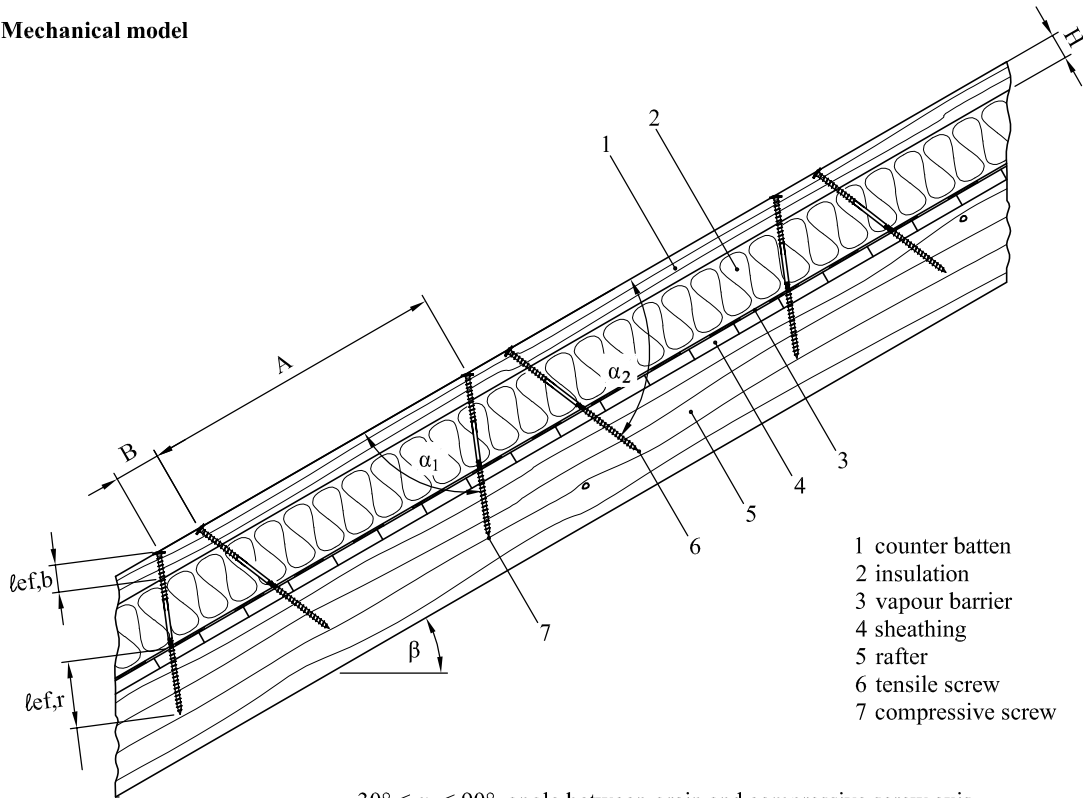 Mechanical model
H
2
1
A
α2
B
α1
3
4
5
6
ℓef,b
7
β
ℓef,r
1 counter batten
2 insulation
3 vapour barrier
4 sheathing
5 rafter
6 tensile screw
7 compressive screw